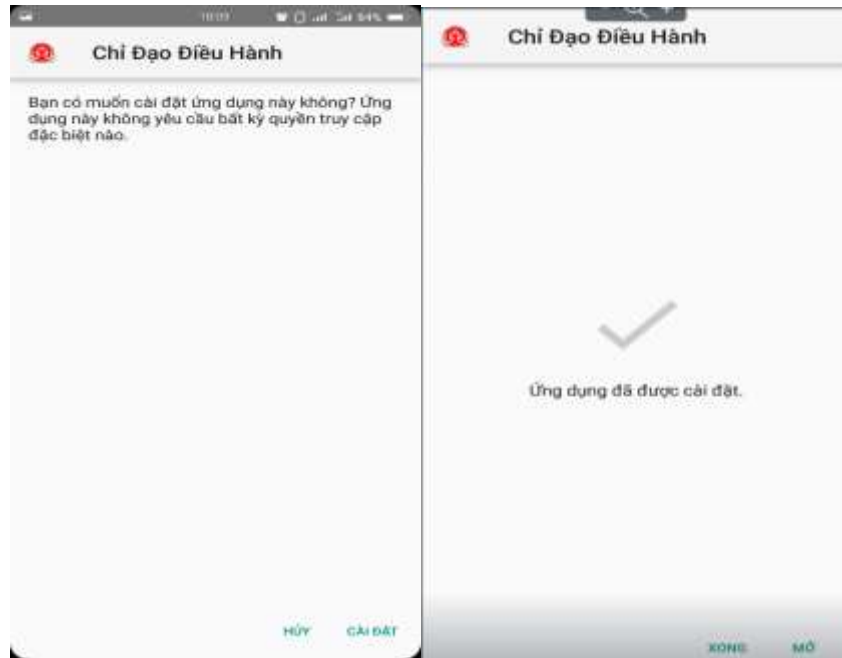 54%
Chỉ Đạo Điều Hành
Bạn có muốn cài đặt ứng dụng này không? Ứng
dụng này không yêu cầu bất kỳ quyền truy cập
đặc biệt nào.
HỦY CÀI ĐẶT
Chỉ Đạo Điều Hành
Ứng dụng đã được cài đặt.
XONG MỞ